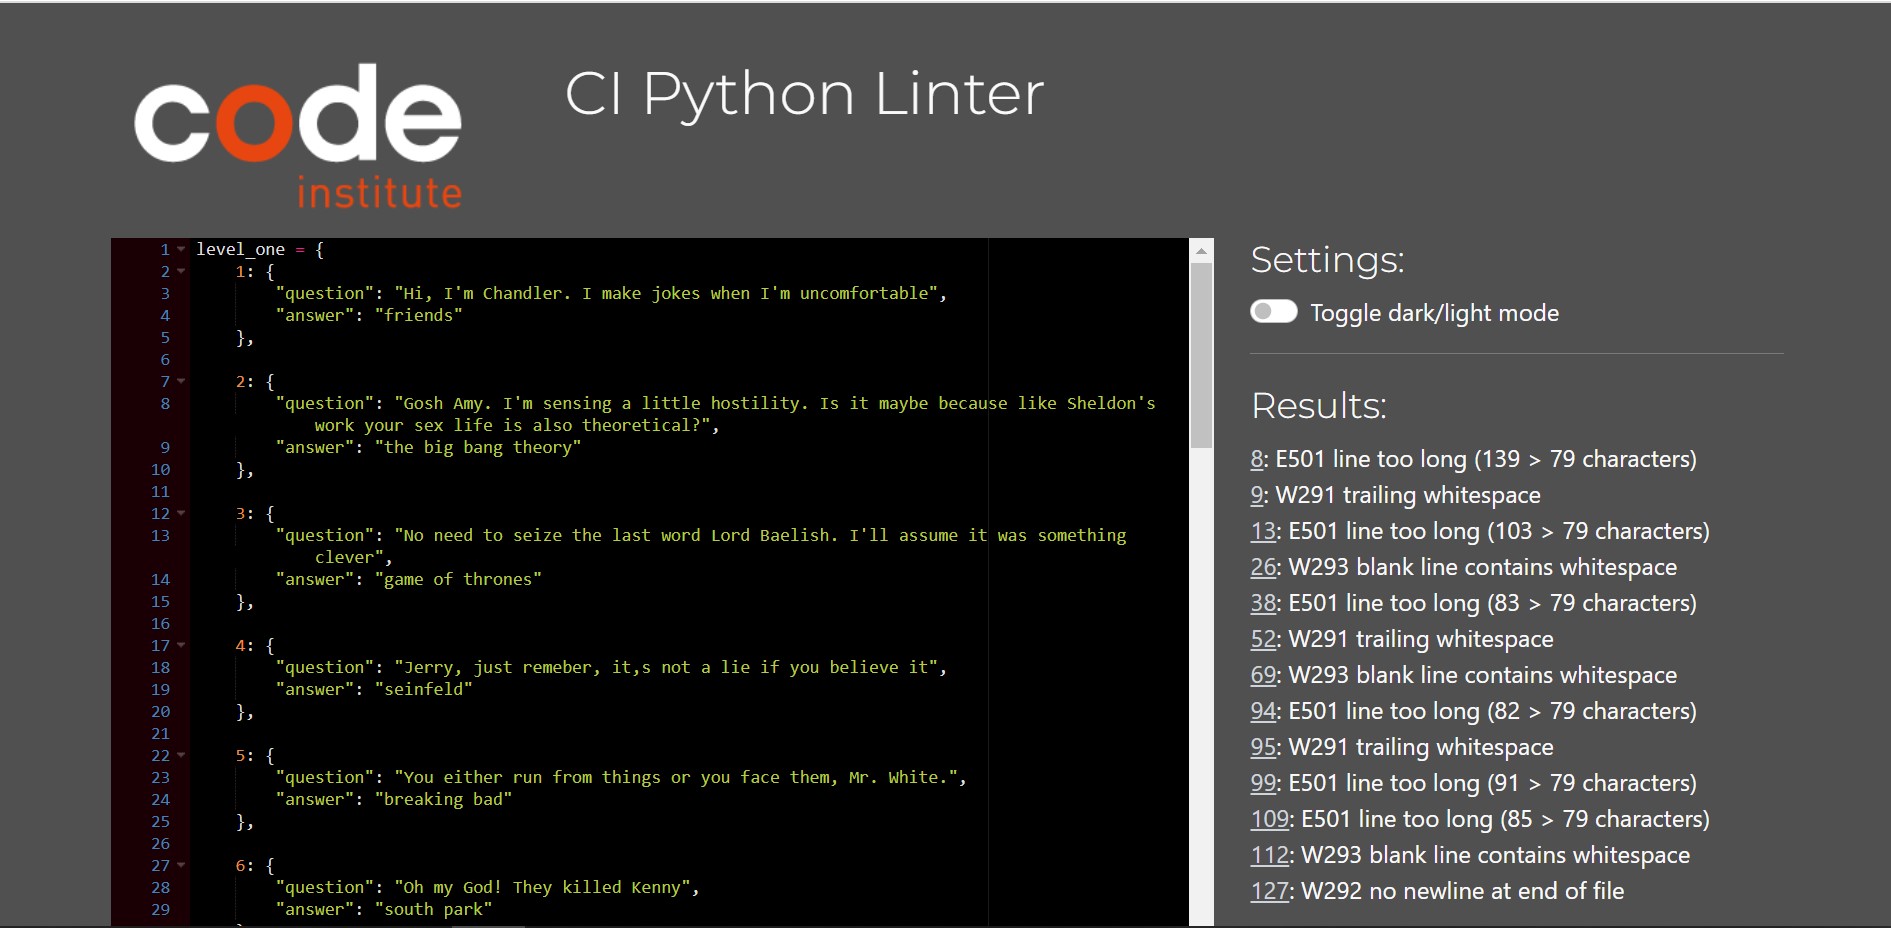 code
institute
CI Python Linter
1 level_one = {
2 1: {
3 "question": "Hi, I'm Chandler. I make jokes when I'm uncomfortable",
4 "answer": "friends"
5 },
6
7 2: {
8 "question": "Gosh Amy. I'm sensing a little hostility. Is it maybe because like Sheldon's
work your sex life is also theoretical?",
9 "answer": "the big bang theory"
10 },
11
12 3: {
13 "question": "No need to seize the last word Lord Baelish. I'll assume it was something
clever",
14 "answer": "game of thrones"
15 },
16
17 4: {
18 "question": "Jerry, just remeber, it,s not a lie if you believe it",
19 "answer": "seinfeld"
20 },
21
22 5: {
23 "question": "You either run from things or you face them, Mr. White.",
24 "answer": "breaking bad"
25 },
26
27 6: {
28 "question": "Oh my God! They killed Kenny",
29 "answer": "south park"
Settings:
Toggle dark/light mode
Results:
8: E501 line too long (139 > 79 characters)
9: W291 trailing whitespace
13: E501 line too long (103 > 79 characters)
26: W293 blank line contains whitespace
38: E501 line too long (83 > 79 characters)
52: W291 trailing whitespace
69: W293 blank line contains whitespace
94: E501 line too long (82 > 79 characters)
95: W291 trailing whitespace
99: E501 line too long (91 > 79 characters)
109: E501 line too long (85 > 79 characters)
112: W293 blank line contains whitespace
127: W292 no newline at end of file